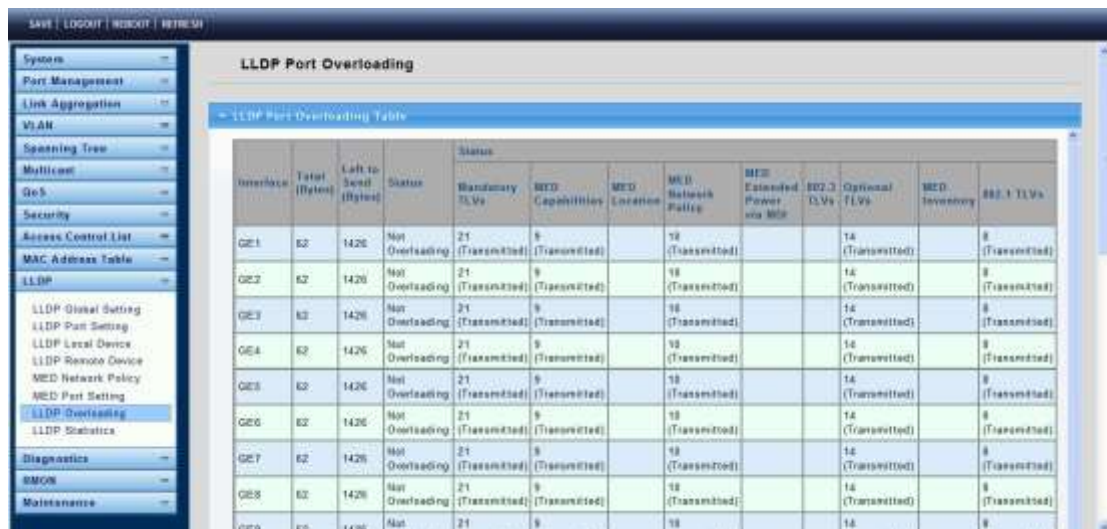 SAVE | LOGOUT | REBOOT | REFRESH
System
Port Management
Link Aggregation
VLAN
Spanning Tree
Multicast
QoS
Security
Access Control List
MAC Address Table
LLDP
LLDP Global Setting
LLDP Port Setting
LLDP Local Device
LLDP Remote Device
MED Network Policy
MED Port Setting
LLDP Overloading
LLDP Statistics
Diagnostics
RMON
Maintenance
LLDP Port Overloading
LLDP Port Overloading Table
Status
Interface Total (Bytes) Left to Send (Bytes) Status Mandatory TLVs MED Capabilities MED Location MED Network Policy MED Extended Power via MDI 802.3 TLVs Optional TLVs MED Inventory 802.1 TLVs
GE1 62 1426 Not Overloading 21 (Transmitted) 9 (Transmitted) 10 (Transmitted) 14 (Transmitted) 8 (Transmitted)
GE2 62 1426 Not Overloading 21 (Transmitted) 9 (Transmitted) 10 (Transmitted) 14 (Transmitted) 8 (Transmitted)
GE3 62 1426 Not Overloading 21 (Transmitted) 9 (Transmitted) 10 (Transmitted) 14 (Transmitted) 8 (Transmitted)
GE4 62 1426 Not Overloading 21 (Transmitted) 9 (Transmitted) 10 (Transmitted) 14 (Transmitted) 8 (Transmitted)
GE5 62 1426 Not Overloading 21 (Transmitted) 9 (Transmitted) 10 (Transmitted) 14 (Transmitted) 8 (Transmitted)
GE6 62 1426 Not Overloading 21 (Transmitted) 9 (Transmitted) 10 (Transmitted) 14 (Transmitted) 8 (Transmitted)
GE7 62 1426 Not Overloading 21 (Transmitted) 9 (Transmitted) 10 (Transmitted) 14 (Transmitted) 8 (Transmitted)
GE8 62 1426 Not Overloading 21 (Transmitted) 9 (Transmitted) 10 (Transmitted) 14 (Transmitted) 8 (Transmitted)
Not 21 9 10 14 8